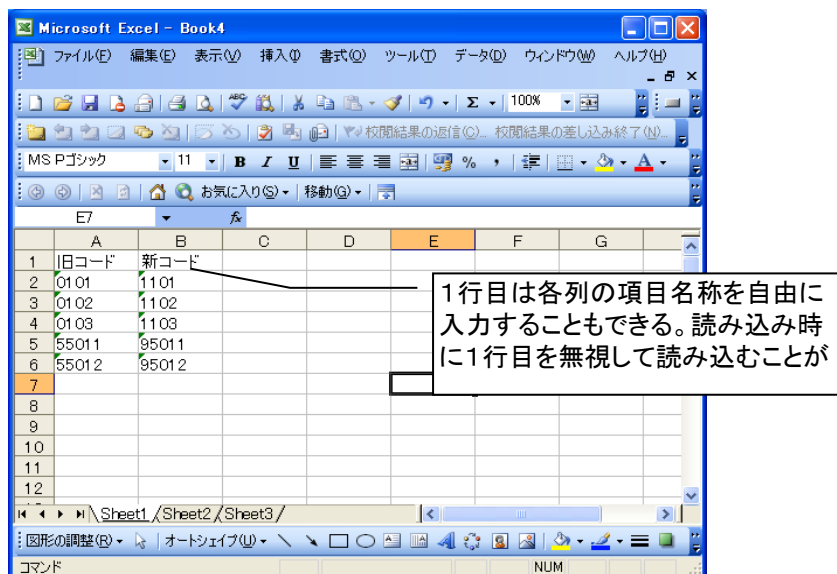 Microsoft Excel - Book4
ファイル(F) 編集(E) 表示(V) 挿入(I) 書式(O) ツール(T) データ(D) ウィンドウ(W) ヘルプ(H)
100%
校閲結果の返信(C)... 校閲結果の差し込み終了(N)...
MS Pゴシック 11 B I U % ,
お気に入り(S) 移動(G)
E7 fx
A B C D E F G
1 旧コード 新コード
2 0101 1101
3 0102 1102
4 0103 1103
5 55011 95011
6 55012 95012
7
8
9
10
11
12
1行目は各列の項目名称を自由に
入力することもできる。読み込み時
に1行目を無視して読み込むことが
Sheet1 Sheet2 Sheet3
図形の調整(R) オートシェイプ(U)
コマンド NUM